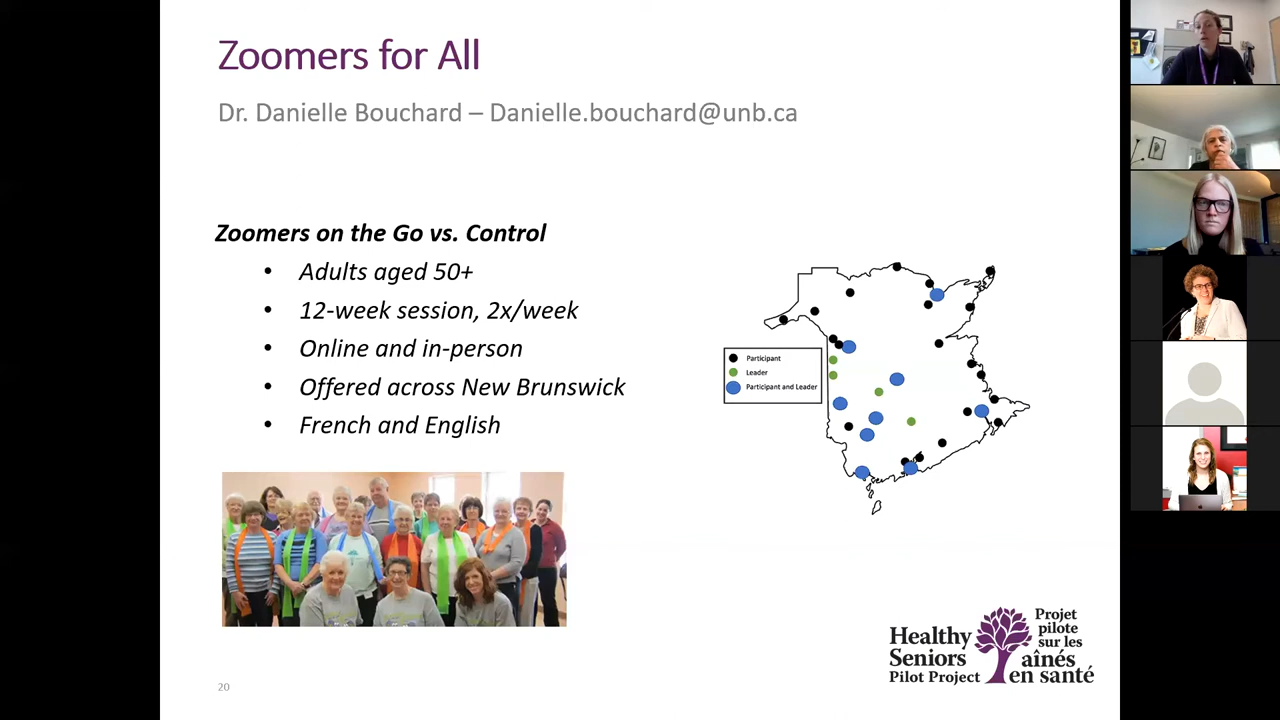 Zoomers for All
Dr. Danielle Bouchard – Danielle.bouchard@unb.ca
Zoomers on the Go vs. Control
• Adults aged 50+
• 12-week session, 2x/week
• Online and in-person
• Offered across New Brunswick
• French and English
Participant
Leader
Participant and Leader
Healthy
Seniors
Pilot Project
Projet
pilote
sur les
aînés
en santé
20